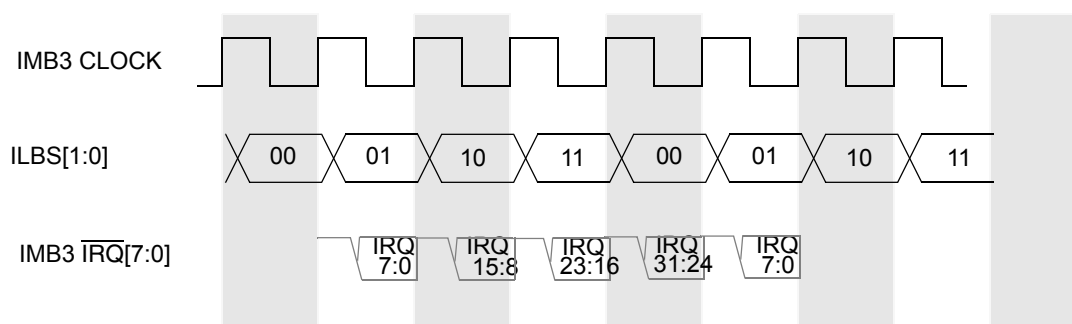 IMB3 CLOCK
ILBS[1:0] 00 01 10 11 00 01 10 11
IMB3 IRQ[7:0] IRQ IRQ IRQ IRQ IRQ
7:0 15:8 23:16 31:24 7:0